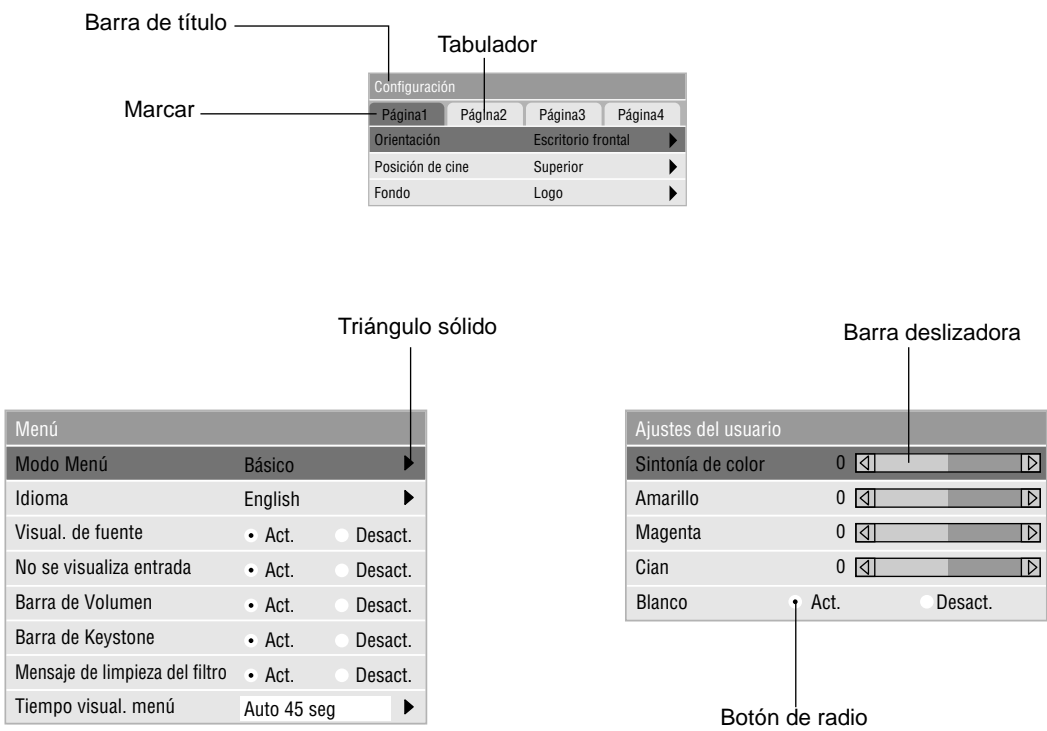 Barra de título
Tabulador
Marcar
Configuración
Página1 Página2 Página3 Página4
Orientación Escritorio frontal
Posición de cine Superior
Fondo Logo
Triángulo sólido
Barra deslizadora
Menú
Modo Menú Básico
Idioma English
Visual. de fuente Act. Desact.
No se visualiza entrada Act. Desact.
Barra de Volumen Act. Desact.
Barra de Keystone Act. Desact.
Mensaje de limpieza del filtro Act. Desact.
Tiempo visual. menú Auto 45 seg
Ajustes del usuario
Sintonía de color 0
Amarillo 0
Magenta 0
Cian 0
Blanco Act. Desact.
Botón de radio